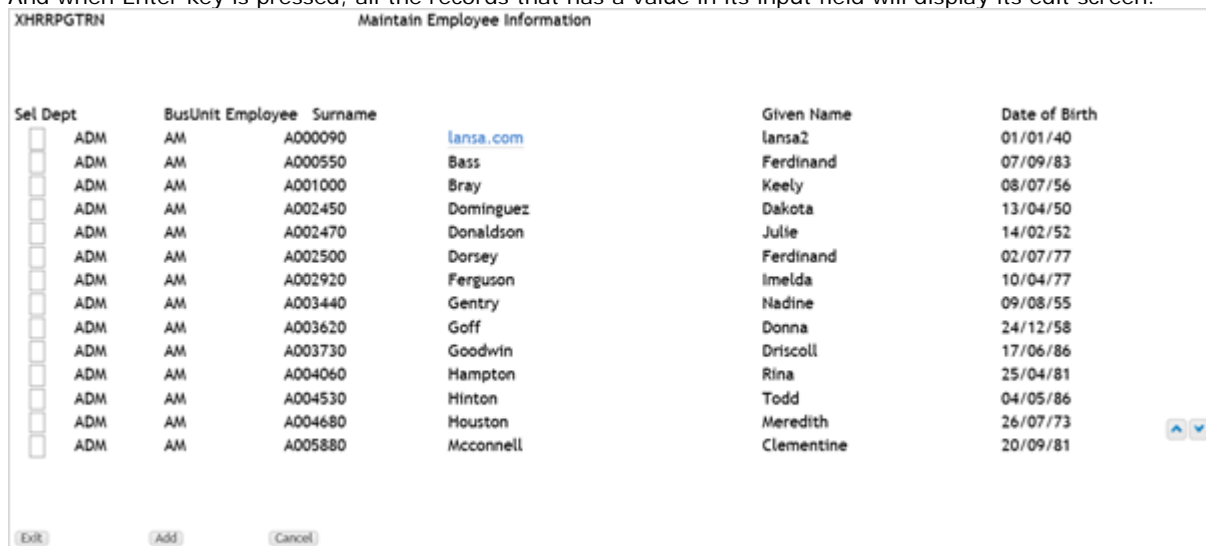 And when Enter key is pressed, all the records that has a value in its input field will display its edit screen.
XHRRPGTRN Maintain Employee Information
Sel Dept BusUnit Employee Surname Given Name Date of Birth
ADM AM A000090 lansa.com lansa2 01/01/40
ADM AM A000550 Bass Ferdinand 07/09/83
ADM AM A001000 Bray Keely 08/07/56
ADM AM A002450 Dominguez Dakota 13/04/50
ADM AM A002470 Donaldson Julie 14/02/52
ADM AM A002500 Dorsey Ferdinand 02/07/77
ADM AM A002920 Ferguson Imelda 10/04/77
ADM AM A003440 Gentry Nadine 09/08/55
ADM AM A003620 Goff Donna 24/12/58
ADM AM A003730 Goodwin Driscoll 17/06/86
ADM AM A004060 Hampton Rina 25/04/81
ADM AM A004530 Hinton Todd 04/05/86
ADM AM A004680 Houston Meredith 26/07/73
ADM AM A005880 Mcconnell Clementine 20/09/81
Exit Add Cancel